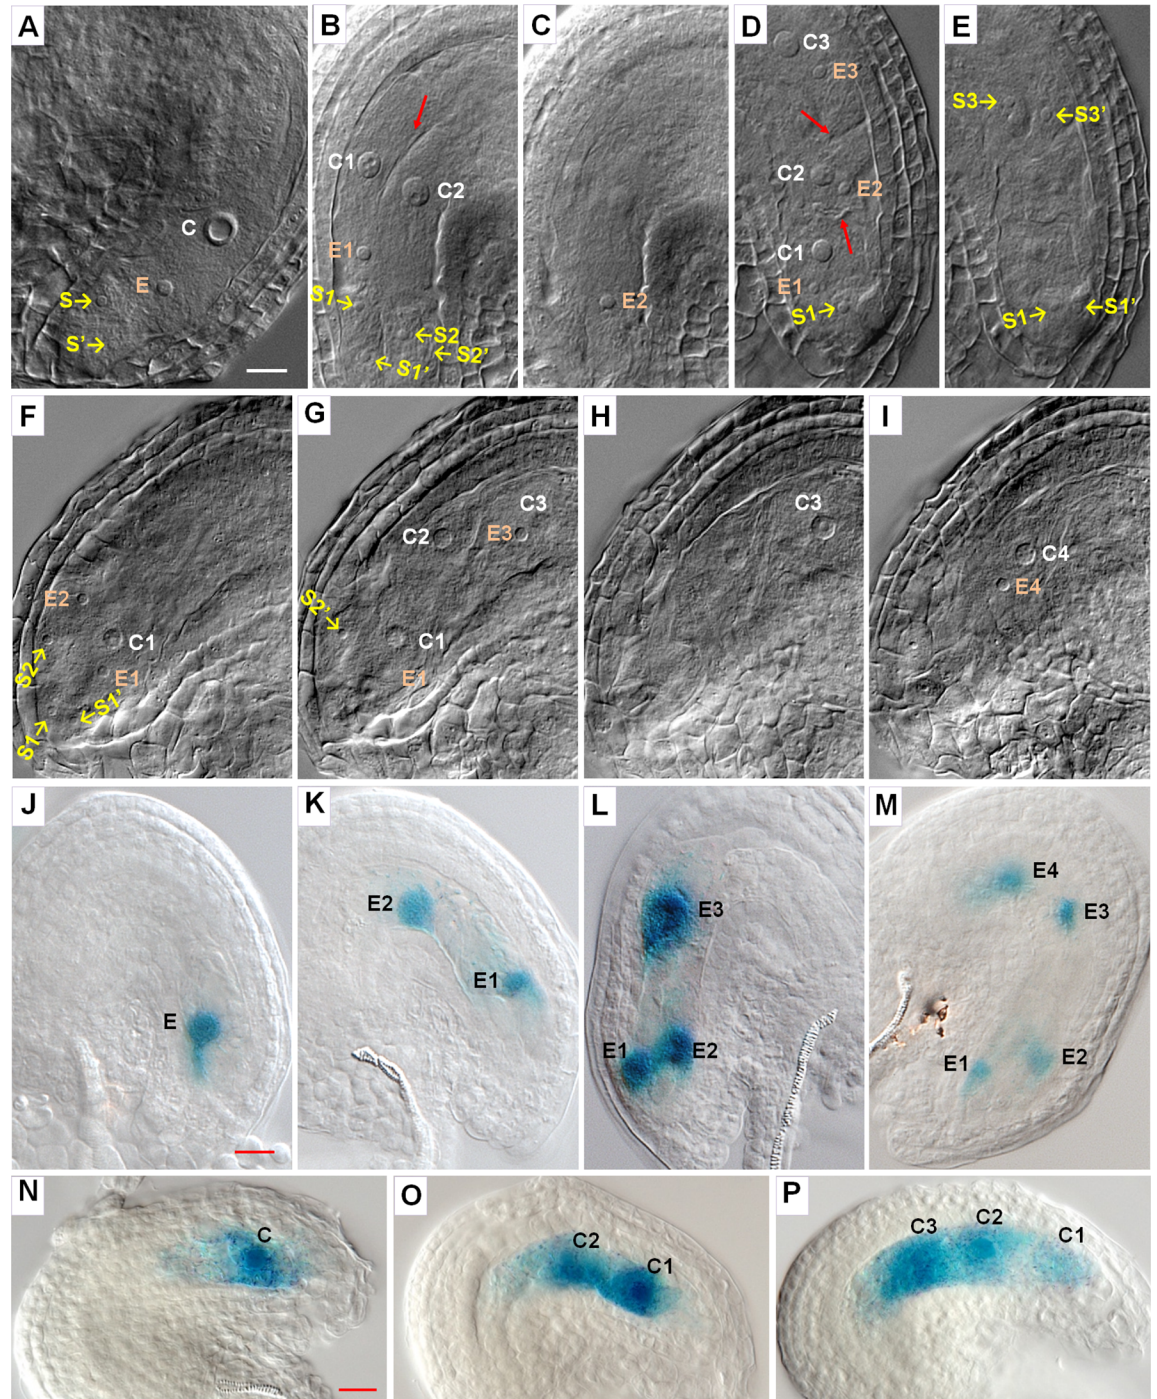 A
C
E
S→
S'→
B
C1
C2
E1
S1→
←S2
←S2'
←S1'
C
E2
D
C3
E3
C2
E2
C1
E1
S1→
E
S3→
←S3'
S1→
←S1'
F
E2
C1
S2→
E1
←S1'
S1→
G
C3
C2
E3
S2'→
C1
E1
H
C3
I
C4
E4
J
E
K
E2
E1
L
E3
E1
E2
M
E4
E3
E1
E2
N
C
O
C2
C1
P
C3
C2
C1